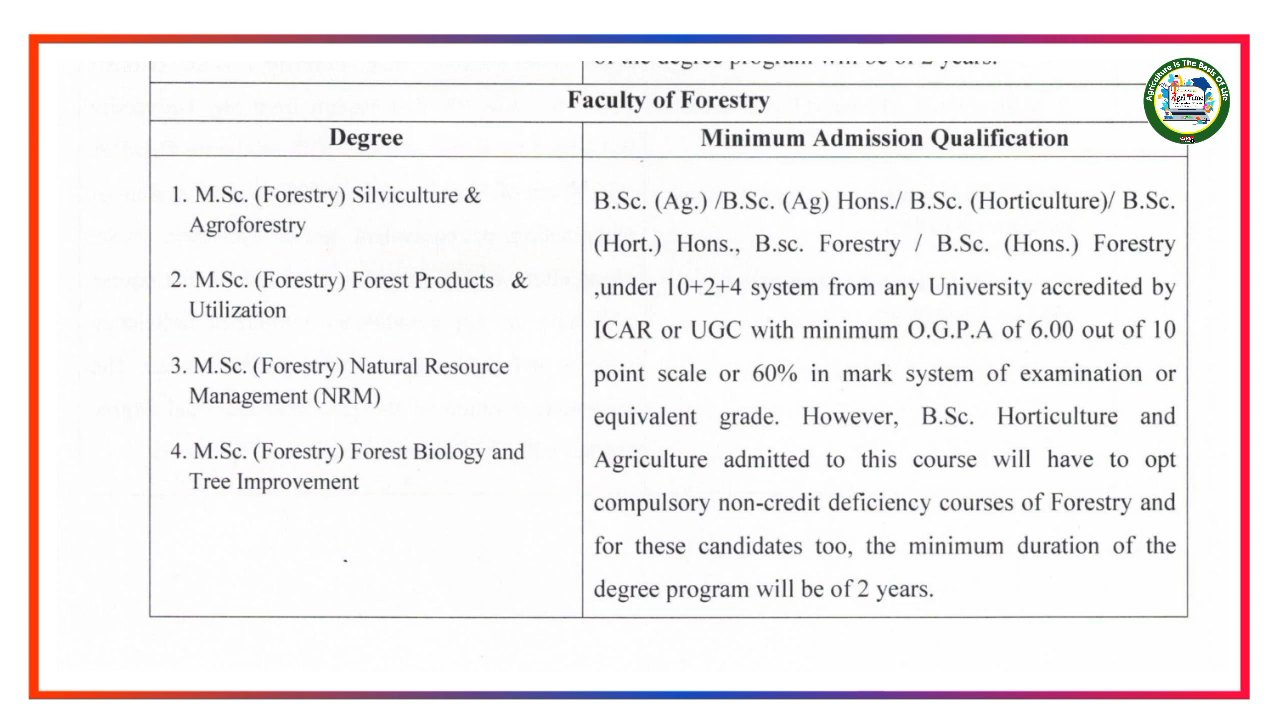 of the degree program will be of 2 years.
Faculty of Forestry
Degree
Minimum Admission Qualification
1. M.Sc. (Forestry) Silviculture &
Agroforestry
2. M.Sc. (Forestry) Forest Products &
Utilization
3. M.Sc. (Forestry) Natural Resource
Management (NRM)
4. M.Sc. (Forestry) Forest Biology and
Tree Improvement
B.Sc. (Ag.) /B.Sc. (Ag) Hons./ B.Sc. (Horticulture)/ B.Sc.
(Hort.) Hons., B.sc. Forestry / B.Sc. (Hons.) Forestry
,under 10+2+4 system from any University accredited by
ICAR or UGC with minimum O.G.P.A of 6.00 out of 10
point scale or 60% in mark system of examination or
equivalent grade. However, B.Sc. Horticulture and
Agriculture admitted to this course will have to opt
compulsory non-credit deficiency courses of Forestry and
for these candidates too, the minimum duration of the
degree program will be of 2 years.
Agriculture Is The Basis Of Life
Agri Time